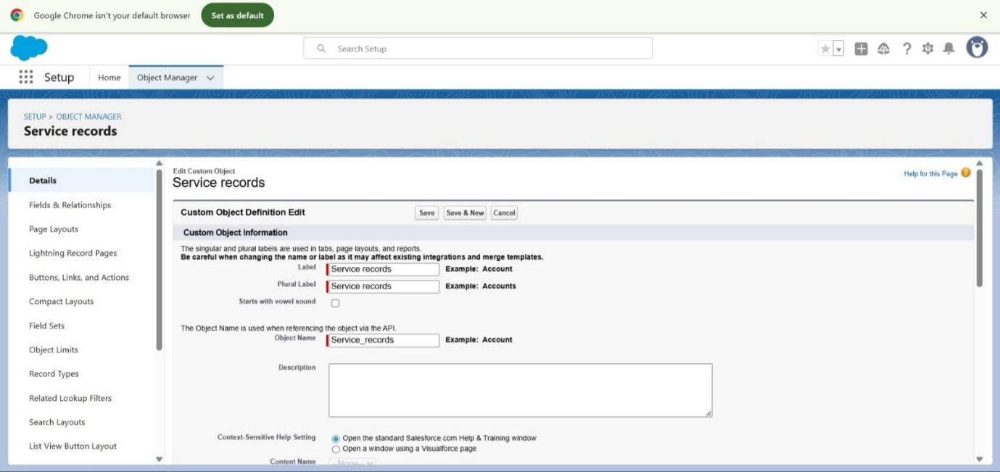 Google Chrome isn't your default browser Set as default
Search Setup
Setup Home Object Manager
SETUP > OBJECT MANAGER
Service records
Details
Fields & Relationships
Page Layouts
Lightning Record Pages
Buttons, Links, and Actions
Compact Layouts
Field Sets
Object Limits
Record Types
Related Lookup Filters
Search Layouts
List View Button Layout
Edit Custom Object
Service records
Help for this Page ?
Custom Object Definition Edit Save Save & New Cancel
Custom Object Information
The singular and plural labels are used in tabs, page layouts, and reports.
Be careful when changing the name or label as it may affect existing integrations and merge templates.
Label Service records Example: Account
Plural Label Service records Example: Accounts
Starts with vowel sound
The Object Name is used when referencing the object via the API.
Object Name Service_records Example: Account
Description
Context-Sensitive Help Setting Open the standard Salesforce.com Help & Training window
Open a window using a Visualforce page
Content Name --None--